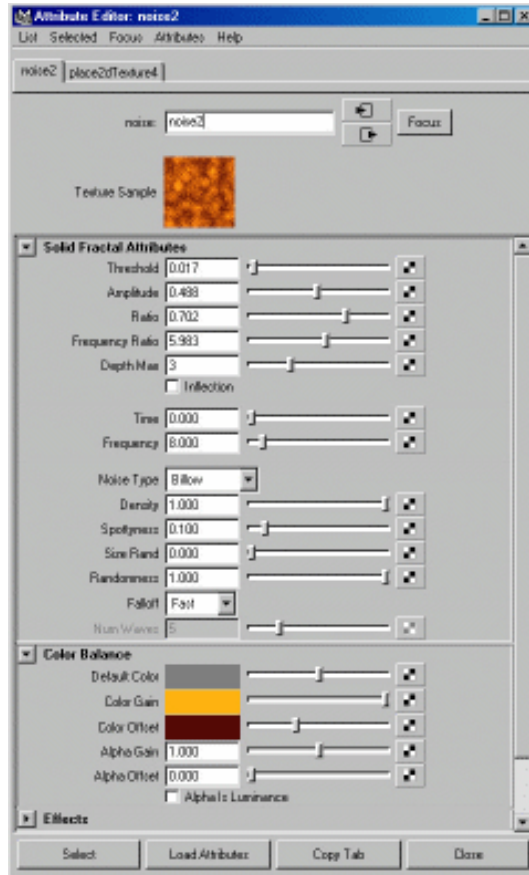 Attribute Editor: noise2
List Selected Focus Attributes Help
noise2 place2dTexture4
noise: noise2 Focus
Texture Sample
Solid Fractal Attributes
Threshold 0.017
Amplitude 0.488
Ratio 0.702
Frequency Ratio 5.983
Depth Max 3
Inflection
Time 0.000
Frequency 8.000
Noise Type Billow
Density 1.000
Spottyness 0.100
Size Rand 0.000
Randomness 1.000
Falloff Fast
Num Waves 5
Color Balance
Default Color
Color Gain
Color Offset
Alpha Gain 1.000
Alpha Offset 0.000
Alpha Is Luminance
Effects
Select Load Attributes Copy Tab Close